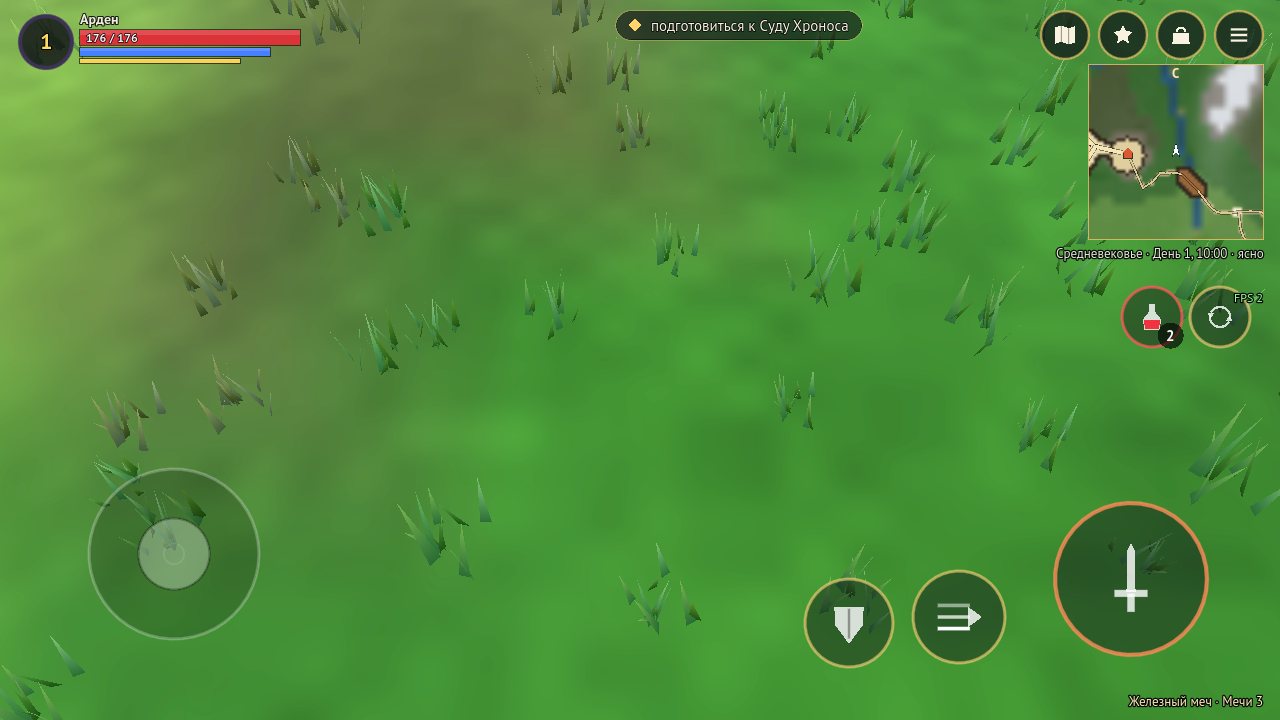 Арден
1
176 / 176
подготовиться к Суду Хроноса
С
Средневековье · День 1, 10:00 · ясно
FPS 2
2
Железный меч · Мечи 3